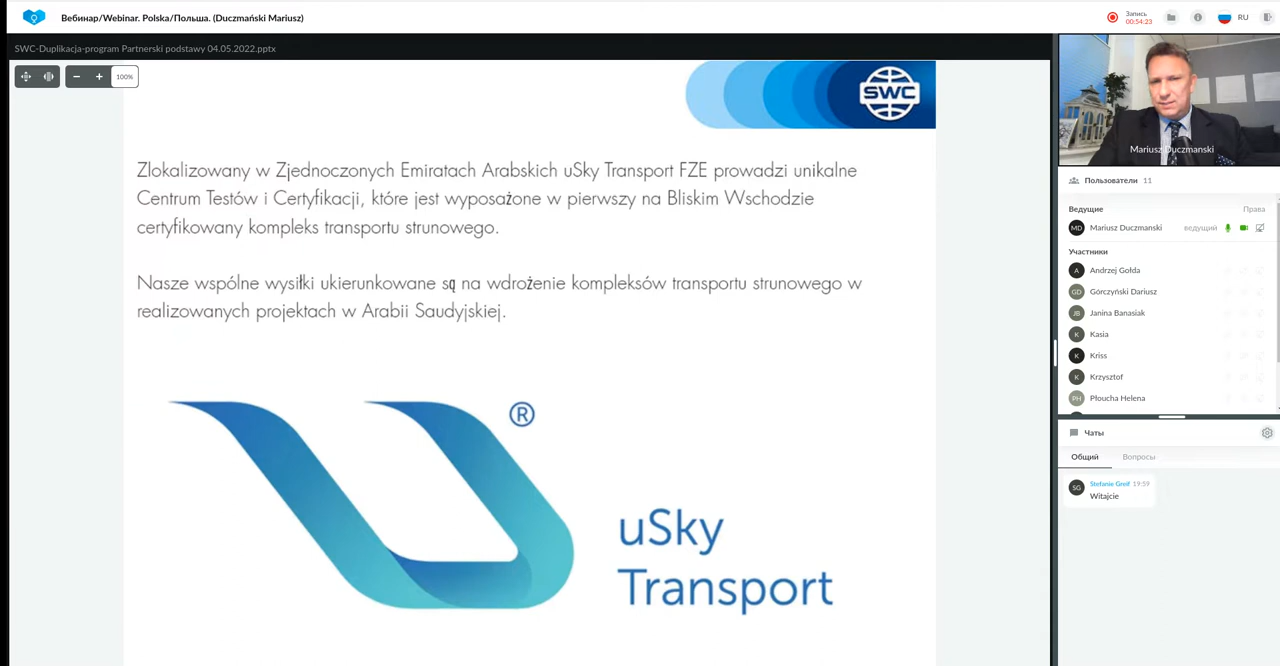 Вебинар/Webinar. Polska/Польша. (Duczmański Mariusz)
Запись
00:54:23
RU
SWC-Duplikacja-program Partnerski podstawy 04.05.2022.pptx
100%
SWC
Zlokalizowany w Zjednoczonych Emiratach Arabskich uSky Transport FZE prowadzi unikalne
Centrum Testów i Certyfikacji, które jest wyposażone w pierwszy na Bliskim Wschodzie
certyfikowany kompleks transportu strunowego.
Nasze wspólne wysiłki ukierunkowane są na wdrożenie kompleksów transportu strunowego w
realizowanych projektach w Arabii Saudyjskiej.
®
uSky
Transport
Mariusz Duczmanski
Пользователи 11
Ведущие Права
MD Mariusz Duczmanski ведущий
Участники
A Andrzej Gołda
GD Górczyński Dariusz
JB Janina Banasiak
K Kasia
K Kriss
K Krzysztof
PH Płoucha Helena
Чаты
Общий Вопросы
SG Stefanie Greif 19:59
Witajcie